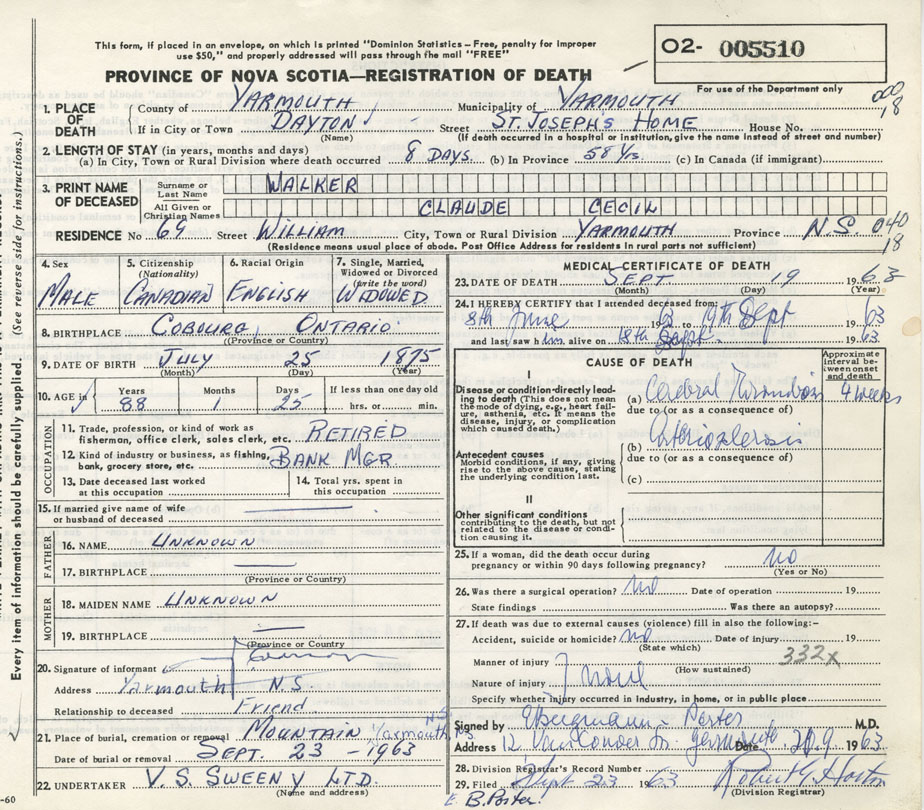 This form, if placed in an envelope, on which is printed "Dominion Statistics – Free, penalty for improper
use $50," and properly addressed will pass through the mail "FREE"
O2- 005510
PROVINCE OF NOVA SCOTIA—REGISTRATION OF DEATH
For use of the Department only
1. PLACE OF DEATH
County of YARMOUTH Municipality of YARMOUTH
If in City or Town DAYTON Street ST. JOSEPH'S HOME House No.
(Name) (If death occurred in a hospital or institution, give the name instead of street and number)
2. LENGTH OF STAY (in years, months and days)
(a) In City, Town or Rural Division where death occurred 8 DAYS. (b) In Province 58 Yrs. (c) In Canada (if immigrant)
3. PRINT NAME OF DECEASED
Surname or Last Name WALKER
All Given or Christian Names CLAUDE CECIL
RESIDENCE No 69 Street WILLIAM City, Town or Rural Division YARMOUTH Province N.S. 040
18
(Residence means usual place of abode. Post Office Address for residents in rural parts not sufficient)
4. Sex
MALE
5. Citizenship (Nationality)
CANADIAN
6. Racial Origin
ENGLISH
7. Single, Married, Widowed or Divorced (write the word)
WIDOWED
8. BIRTHPLACE COBOURG, ONTARIO
(Province or Country)
9. DATE OF BIRTH JULY 25 1875
(Month) (Day) (Year)
10. AGE in Years 88 Months 1 Days 25 If less than one day old hrs. or min.
OCCUPATION
11. Trade, profession, or kind of work as
fisherman, office clerk, sales clerk, etc. RETIRED
12. Kind of industry or business, as fishing,
bank, grocery store, etc. BANK MGR.
13. Date deceased last worked
at this occupation
14. Total yrs. spent in
this occupation
15. If married give name of wife
or husband of deceased
FATHER
16. NAME UNKNOWN
17. BIRTHPLACE
(Province or Country)
MOTHER
18. MAIDEN NAME UNKNOWN
19. BIRTHPLACE
(Province or Country
20. Signature of informant
Address Yarmouth N.S.
Relationship to deceased Friend
21. Place of burial, cremation or removal MOUNTAIN Yarmouth N.S.
Date of burial or removal SEPT. 23 - 1963
22. UNDERTAKER V.S. SWEENY LTD.
(Name and address)
MEDICAL CERTIFICATE OF DEATH
23. DATE OF DEATH SEPT. 19 1963
(Month) (Day) (Year)
24. I HEREBY CERTIFY that I attended deceased from:
8th June 1963 to 19th Sept 1963
and last saw him alive on 18th Sept. 1963
CAUSE OF DEATH
Approximate interval between onset and death
I
Disease or condition directly leading to death (This does not mean the mode of dying, e.g., heart failure, asthenia, etc. It means the disease, injury, or complication which caused death.)
(a) Cerebral Thrombosis 4 weeks
due to (or as a consequence of)
Antecedent causes
Morbid conditions, if any, giving rise to the above cause, stating the underlying condition last.
(b)
due to (or as a consequence of)
(c)
II
Other significant conditions
contributing to the death, but not related to the disease or condition causing it.
25. If a woman, did the death occur during
pregnancy or within 90 days following pregnancy? No
(Yes or No)
26. Was there a surgical operation? No Date of operation 19
State findings Was there an autopsy?
27. If death was due to external causes (violence) fill in also the following:-
Accident, suicide or homicide? No Date of injury 19
(State which)
332x
Manner of injury
(How sustained)
Nature of injury
Specify whether injury occurred in industry, in home, or in public place
Signed by M.D.
Address Date 20.9 1963
28. Division Registrar's Record Number
29. Filed Sept 23 1963
(Division Registrar)
E. B. Porter.
-60
Every item of information should be carefully supplied. (See reverse side for instructions.)